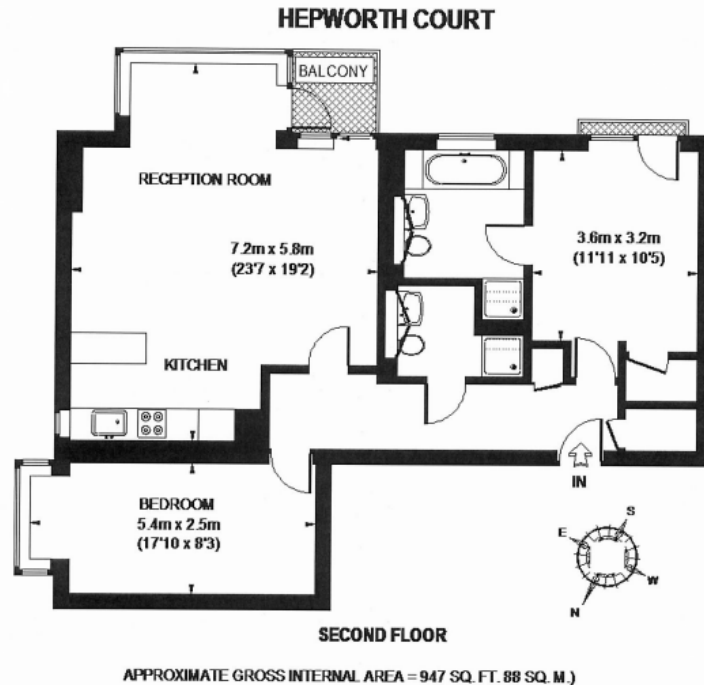 HEPWORTH COURT
BALCONY
RECEPTION ROOM
7.2m x 5.8m
(23'7 x 19'2)
3.6m x 3.2m
(11'11 x 10'5)
KITCHEN
BEDROOM
5.4m x 2.5m
(17'10 x 8'3)
IN
S
E
W
N
SECOND FLOOR
APPROXIMATE GROSS INTERNAL AREA = 947 SQ. FT. 88 SQ. M.)